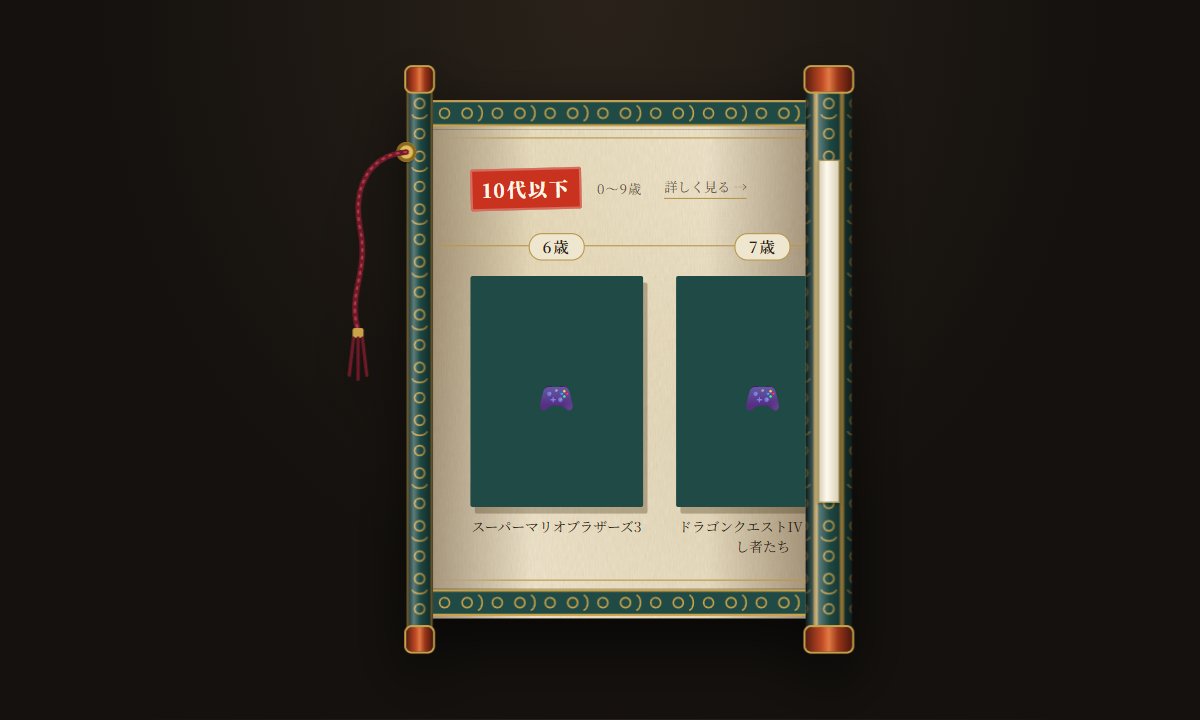 10代以下
0〜9歳
詳しく見る →
6歳
7歳
スーパーマリオブラザーズ3
ドラゴンクエストIV
し者たち